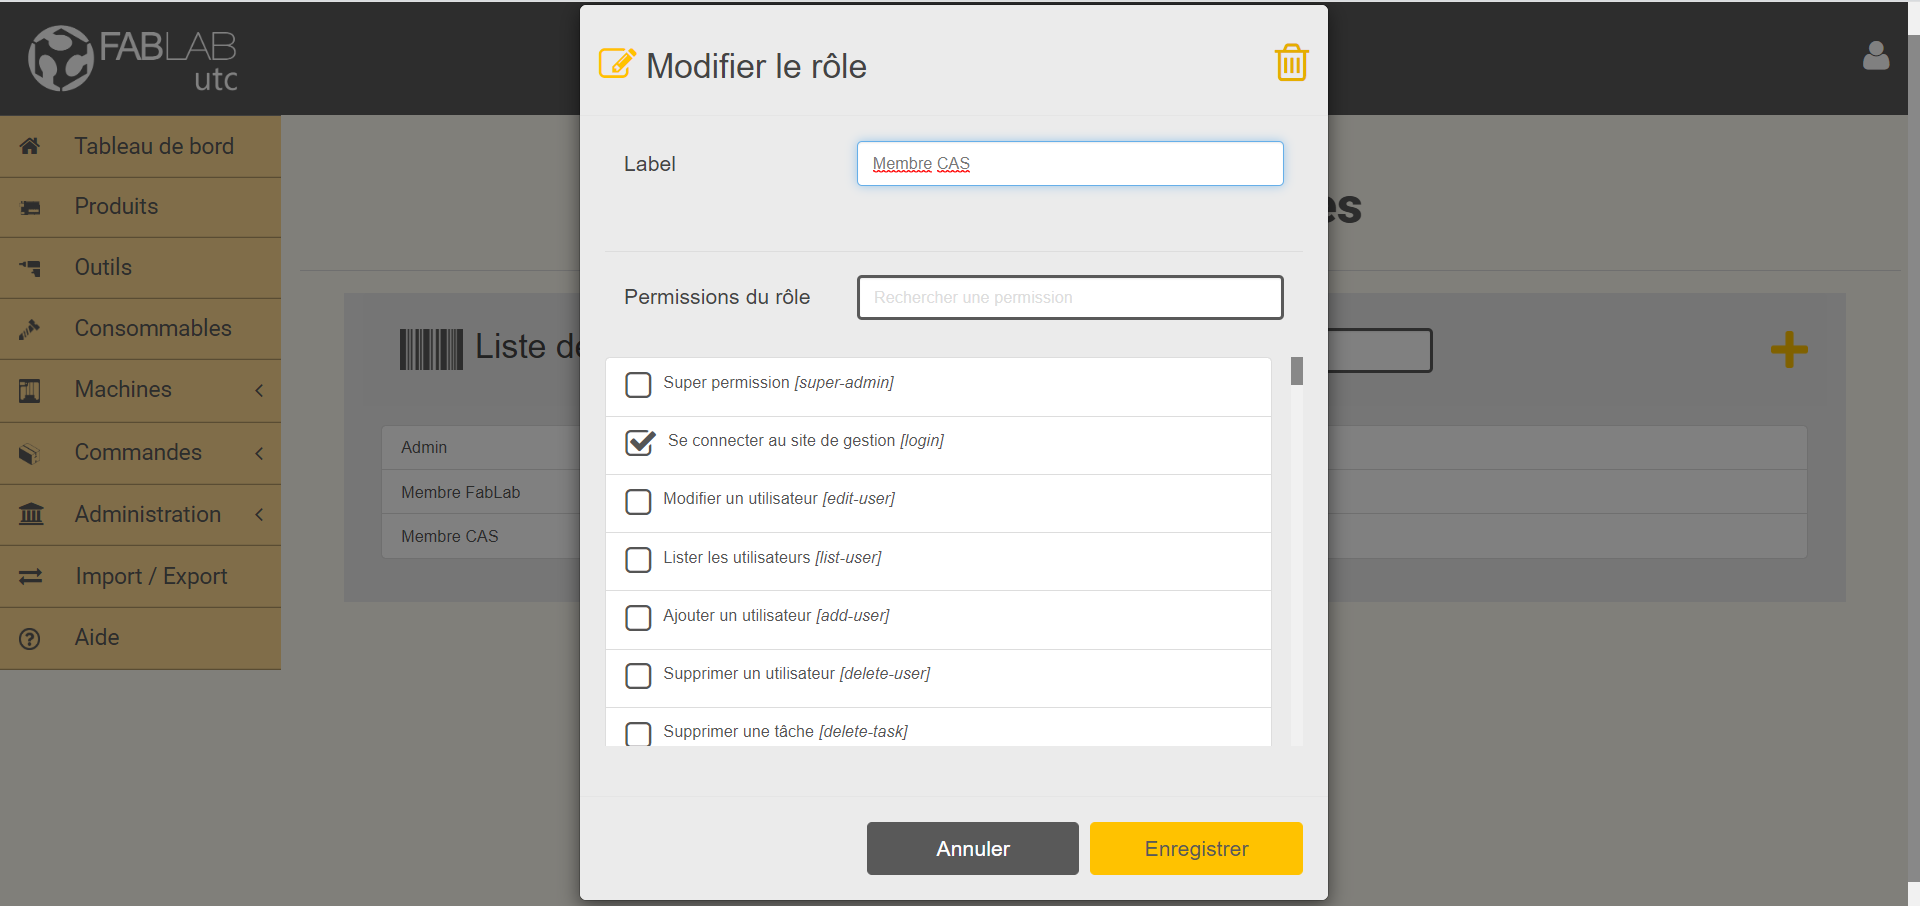 FABLAB
utc
Tableau de bord
Produits
Outils
Consommables
Machines
Commandes
Administration
Import / Export
Aide
Liste
Admin
Membre FabLab
Membre CAS
Modifier le rôle
Label
Membre CAS
Permissions du rôle
Rechercher une permission
Super permission [super-admin]
Se connecter au site de gestion [login]
Modifier un utilisateur [edit-user]
Lister les utilisateurs [list-user]
Ajouter un utilisateur [add-user]
Supprimer un utilisateur [delete-user]
Supprimer une tâche [delete-task]
Annuler
Enregistrer